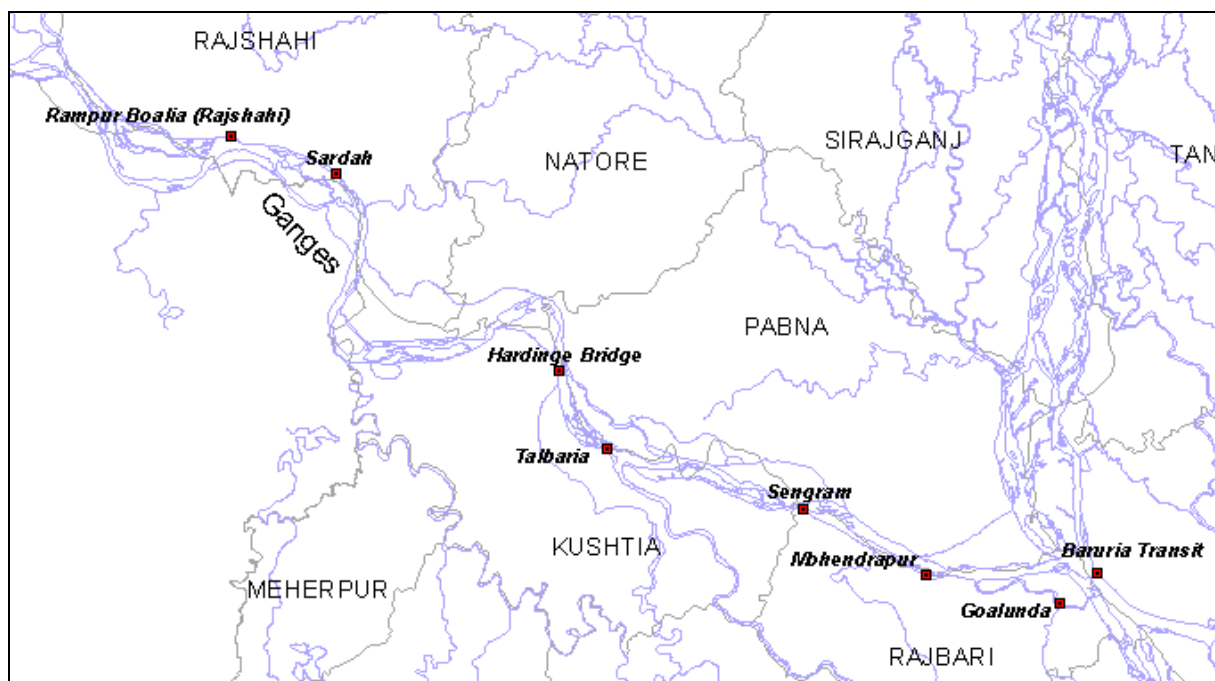 RAJSHAHI
Rampur Boalia (Rajshahi)
Sardah
NATORE
SIRAJGANJ
TAN
Ganges
PABNA
Hardinge Bridge
Talbaria
Sengram
KUSHTIA
Mohendrapur
Baruria Transit
MEHERPUR
Goalunda
RAJBARI